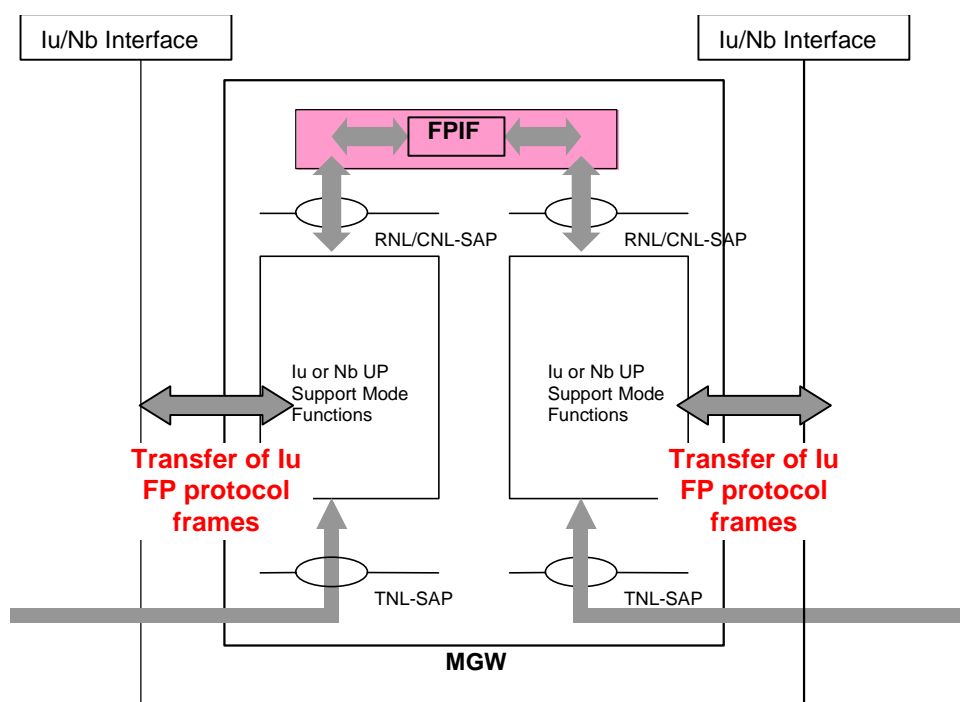 Iu/Nb Interface
Iu/Nb Interface
FPIF
RNL/CNL-SAP
RNL/CNL-SAP
Iu or Nb UP
Support Mode
Functions
Iu or Nb UP
Support Mode
Functions
Transfer of Iu
FP protocol
frames
Transfer of Iu
FP protocol
frames
TNL-SAP
TNL-SAP
MGW